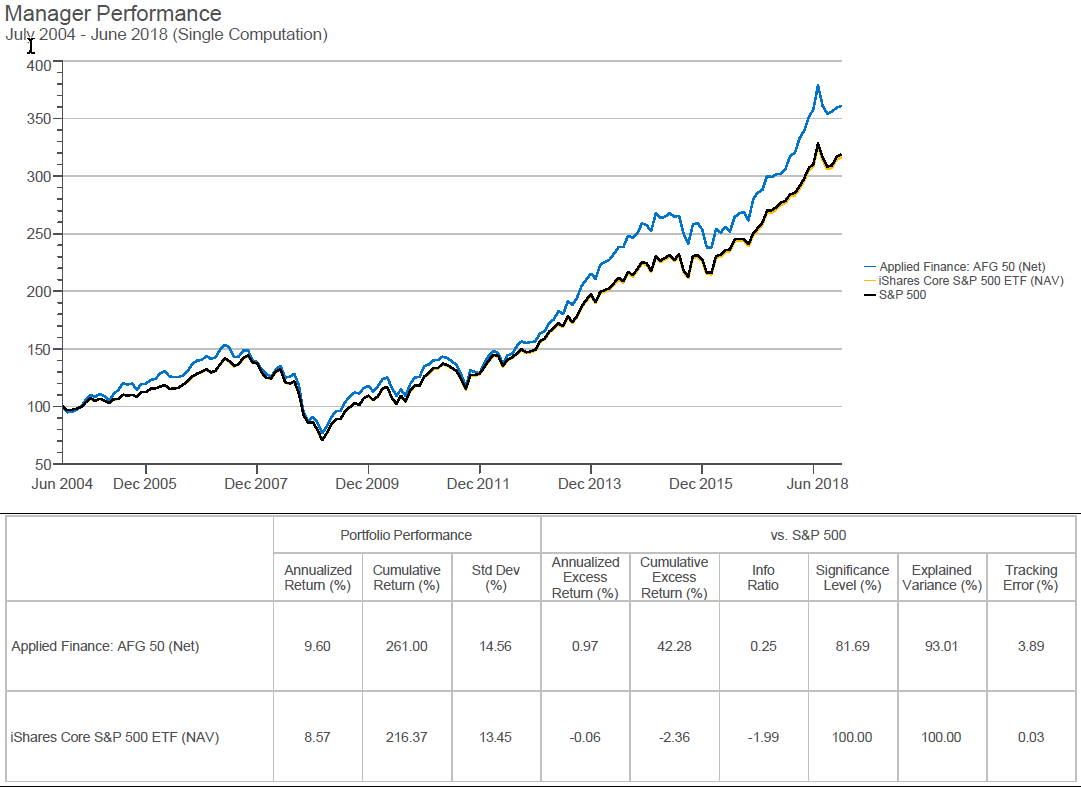 Manager Performance
July 2004 - June 2018 (Single Computation)
400
350
300
250
200
150
100
50
Jun 2004 Dec 2005 Dec 2007 Dec 2009 Dec 2011 Dec 2013 Dec 2015 Jun 2018
Applied Finance: AFG 50 (Net)
iShares Core S&P 500 ETF (NAV)
S&P 500
Portfolio Performance vs. S&P 500
Annualized Return (%) Cumulative Return (%) Std Dev (%) Annualized Excess Return (%) Cumulative Excess Return (%) Info Ratio Significance Level (%) Explained Variance (%) Tracking Error (%)
Applied Finance: AFG 50 (Net) 9.60 261.00 14.56 0.97 42.28 0.25 81.69 93.01 3.89
iShares Core S&P 500 ETF (NAV) 8.57 216.37 13.45 -0.06 -2.36 -1.99 100.00 100.00 0.03